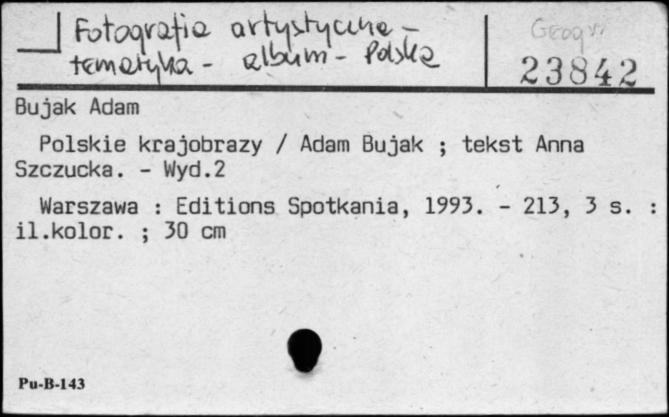 Fotografia artystyczna -
tematyka - album - Polska
Geogr.
23842
Bujak Adam
Polskie krajobrazy / Adam Bujak ; tekst Anna
Szczucka. - Wyd.2
Warszawa : Editions Spotkania, 1993. - 213, 3 s. :
il.kolor. ; 30 cm
Pu-B-143